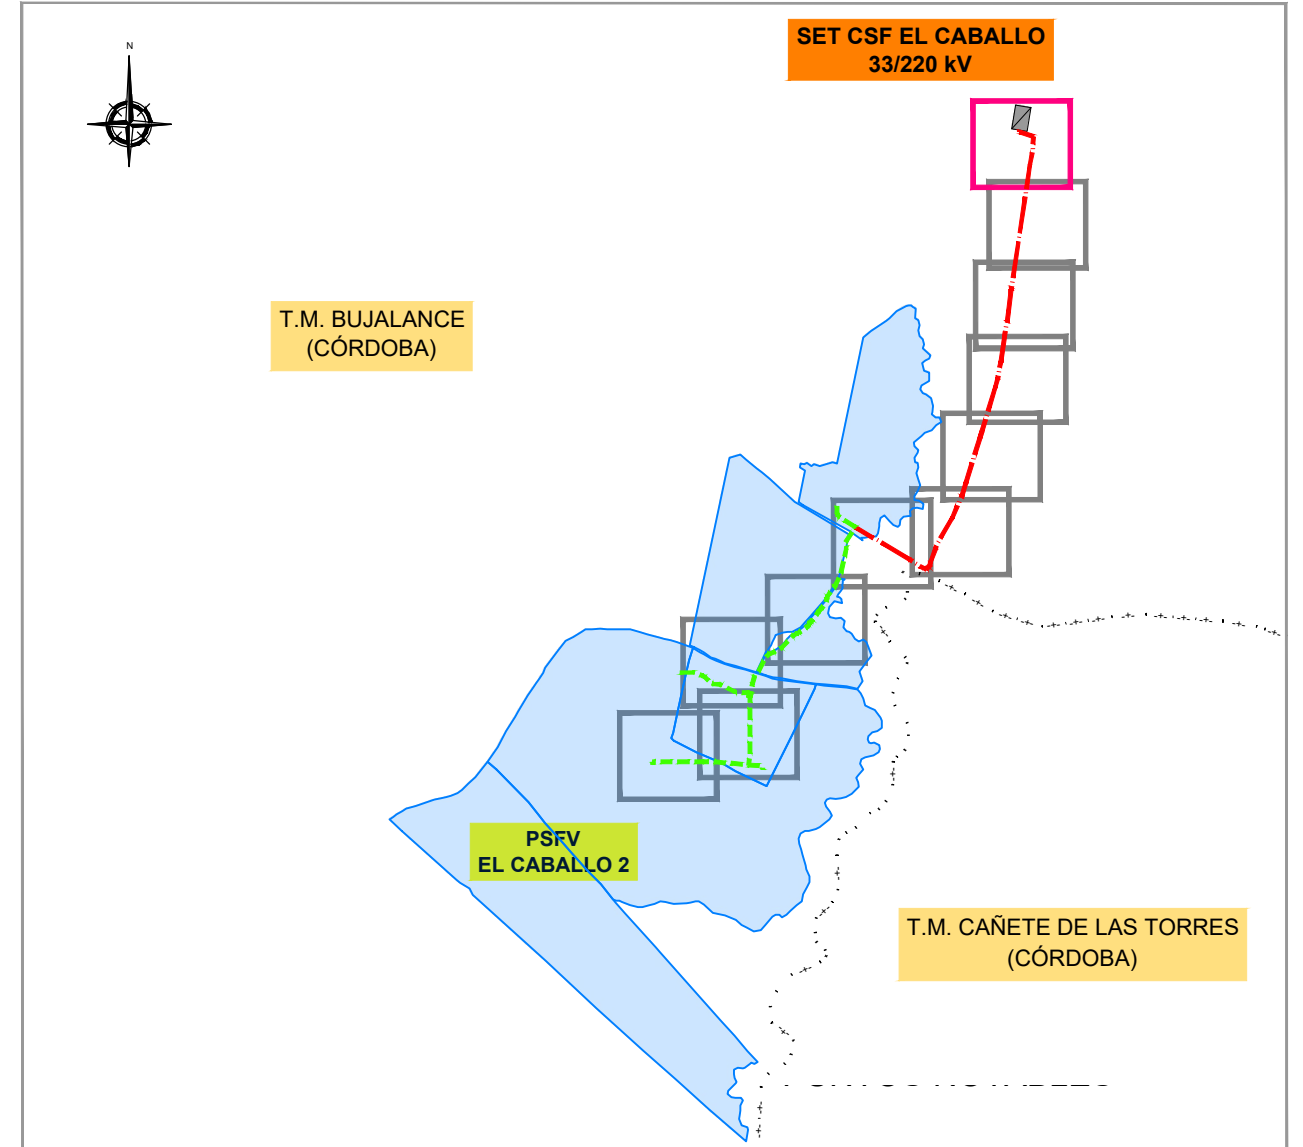 N
SET CSF EL CABALLO
33/220 kV
T.M. BUJALANCE
(CÓRDOBA)
PSFV
EL CABALLO 2
T.M. CAÑETE DE LAS TORRES
(CÓRDOBA)